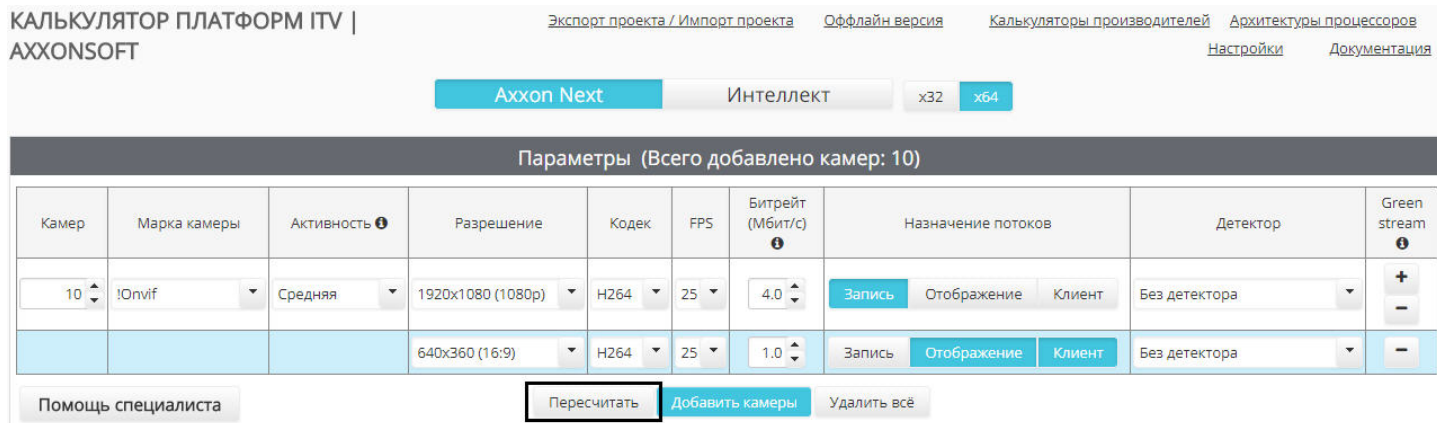 КАЛЬКУЛЯТОР ПЛАТФОРМ ITV |
AXXONSOFT
Экспорт проекта / Импорт проекта Оффлайн версия Калькуляторы производителей Архитектуры процессоров
Настройки Документация
Axxon Next Интеллект x32 x64
Параметры (Всего добавлено камер: 10)
Камер Марка камеры Активность Разрешение Кодек FPS Битрейт (Мбит/с) Назначение потоков Детектор Green stream
10 !Onvif Средняя 1920x1080 (1080p) H264 25 4.0 Запись Отображение Клиент Без детектора + −
640x360 (16:9) H264 25 1.0 Запись Отображение Клиент Без детектора −
Помощь специалиста Пересчитать Добавить камеры Удалить всё